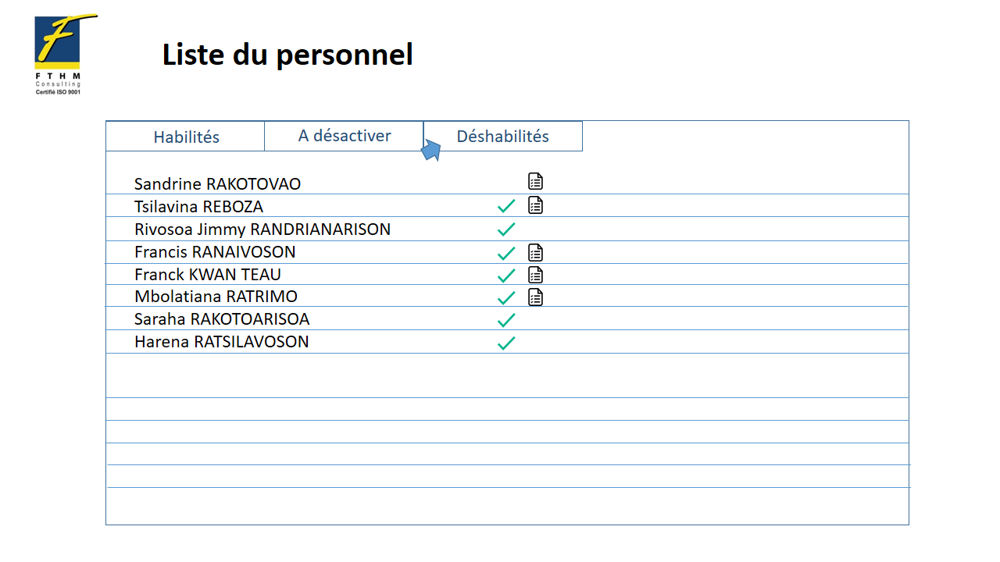 F T H M
Consulting
Certifié ISO 9001
Liste du personnel
Habilités A désactiver Déshabilités
Sandrine RAKOTOVAO
Tsilavina REBOZA
Rivosoa Jimmy RANDRIANARISON
Francis RANAIVOSON
Franck KWAN TEAU
Mbolatiana RATRIMO
Saraha RAKOTOARISOA
Harena RATSILAVOSON